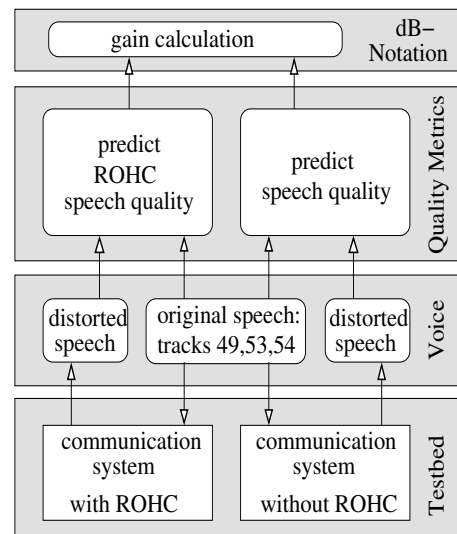 gain calculation
dB-
Notation
predict
ROHC
speech quality
predict
speech quality
Quality Metrics
distorted
speech
original speech:
tracks 49,53,54
distorted
speech
Voice
communication
system
with ROHC
communication
system
without ROHC
Testbed